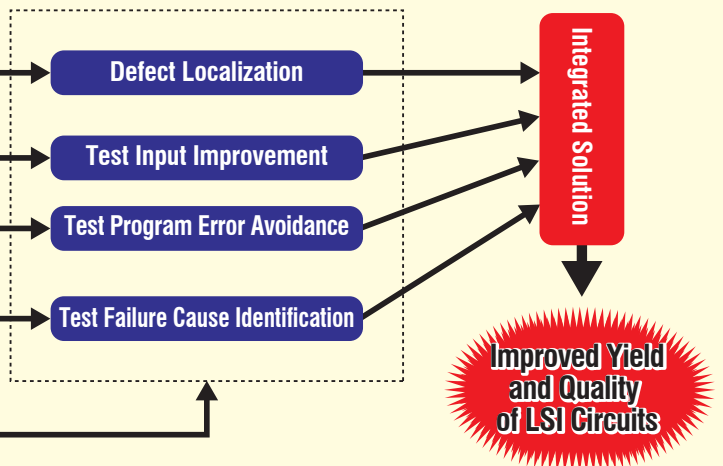 Defect Localization
Test Input Improvement
Test Program Error Avoidance
Test Failure Cause Identification
Integrated Solution
Improved Yield
and Quality
of LSI Circuits